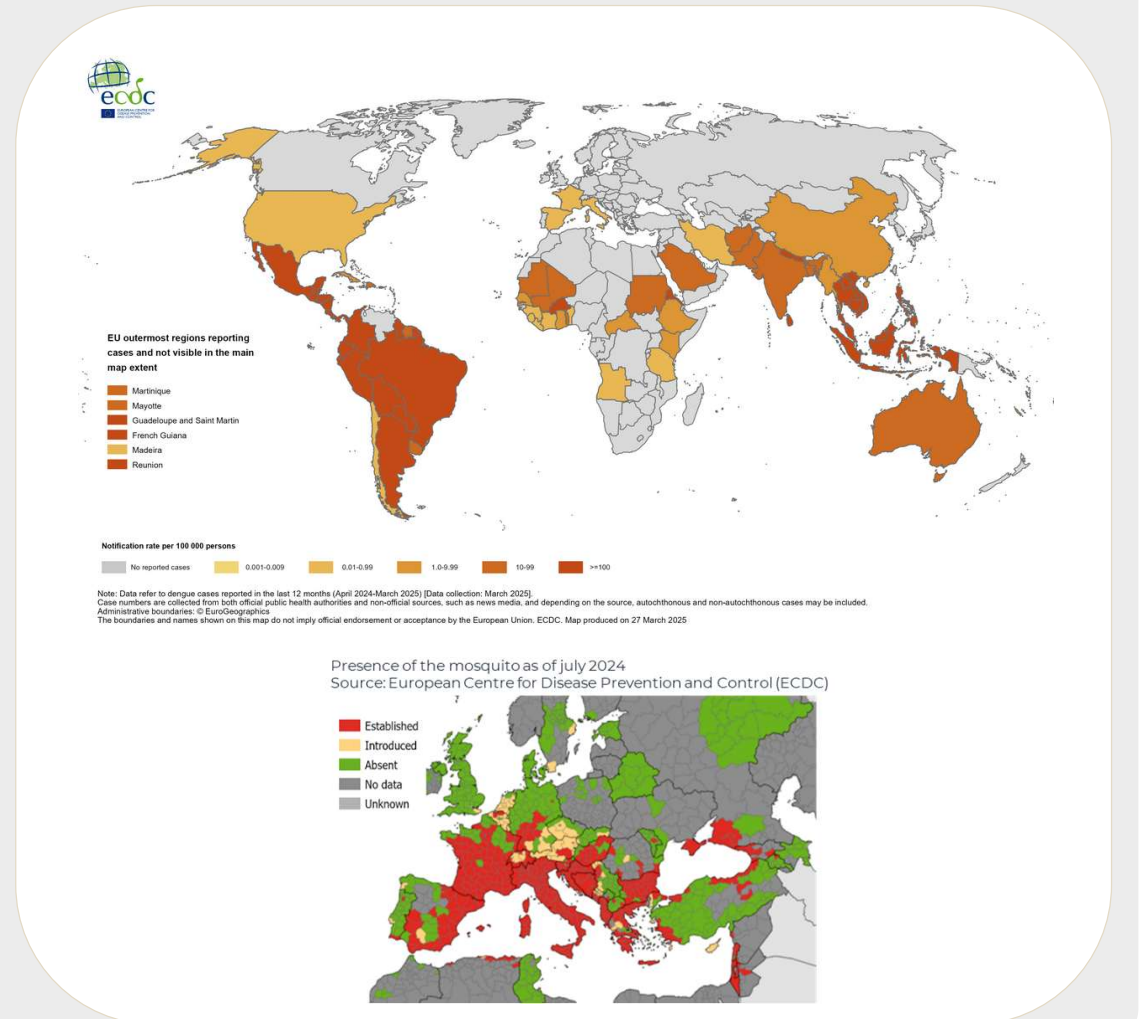 ecdc
EUROPEAN CENTRE FOR
DISEASE PREVENTION
AND CONTROL
EU outermost regions reporting
cases and not visible in the main
map extent
Martinique
Mayotte
Guadeloupe and Saint Martin
French Guiana
Madeira
Reunion
Notification rate per 100 000 persons
No reported cases
0.001-0.009
0.01-0.99
1.0-9.99
10-99
>=100
Note: Data refer to dengue cases reported in the last 12 months (April 2024-March 2025) [Data collection: March 2025].
Case numbers are collected from both official public health authorities and non-official sources, such as news media, and depending on the source, autochthonous and non-autochthonous cases may be included.
Administrative boundaries: © EuroGeographics
The boundaries and names shown on this map do not imply official endorsement or acceptance by the European Union. ECDC. Map produced on 27 March 2025
Presence of the mosquito as of july 2024
Source: European Centre for Disease Prevention and Control (ECDC)
Established
Introduced
Absent
No data
Unknown